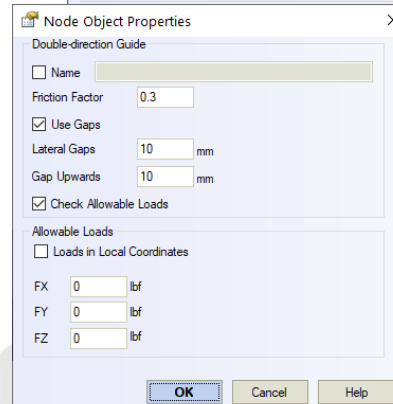 Node Object Properties
Double-direction Guide
Name
Friction Factor 0.3
Use Gaps
Lateral Gaps 10 mm
Gap Upwards 10 mm
Check Allowable Loads
Allowable Loads
Loads in Local Coordinates
FX 0 lbf
FY 0 lbf
FZ 0 lbf
OK Cancel Help